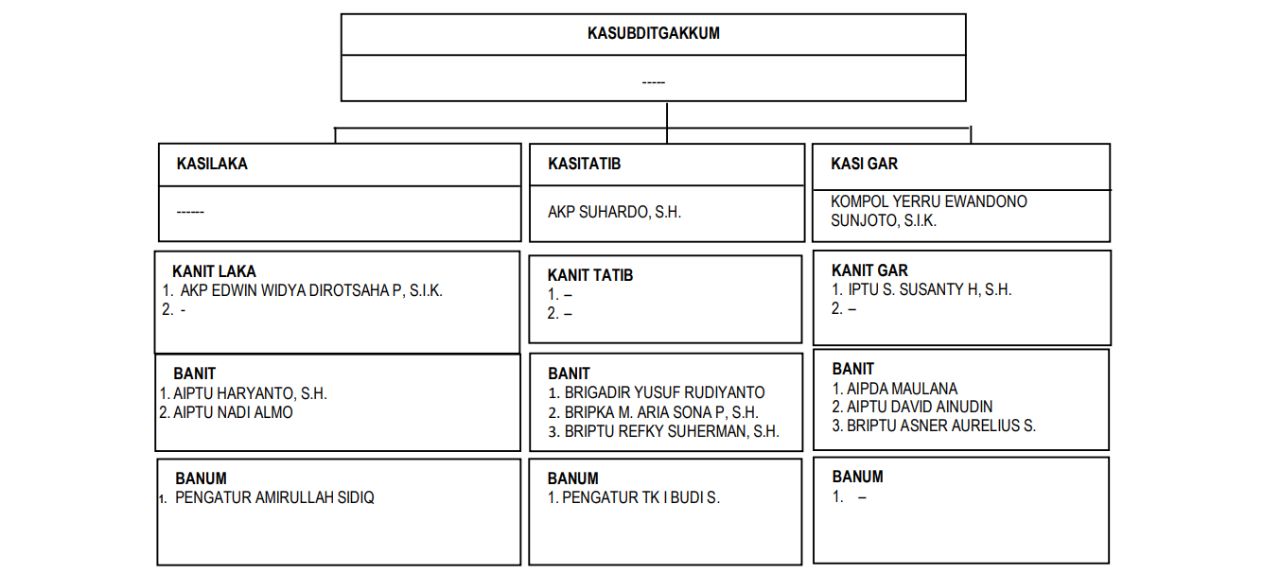 KASUBDITGAKKUM
-----
KASILAKA
------
KASITATIB
AKP SUHARDO, S.H.
KASI GAR
KOMPOL YERRU EWANDONO
SUNJOTO, S.I.K.
KANIT LAKA
1. AKP EDWIN WIDYA DIROTSAHA P, S.I.K.
2. -
KANIT TATIB
1. –
2. –
KANIT GAR
1. IPTU S. SUSANTY H, S.H.
2. –
BANIT
1. AIPTU HARYANTO, S.H.
2. AIPTU NADI ALMO
BANIT
1. BRIGADIR YUSUF RUDIYANTO
2. BRIPKA M. ARIA SONA P, S.H.
3. BRIPTU REFKY SUHERMAN, S.H.
BANIT
1. AIPDA MAULANA
2. AIPTU DAVID AINUDIN
3. BRIPTU ASNER AURELIUS S.
BANUM
1. PENGATUR AMIRULLAH SIDIQ
BANUM
1. PENGATUR TK I BUDI S.
BANUM
1. –